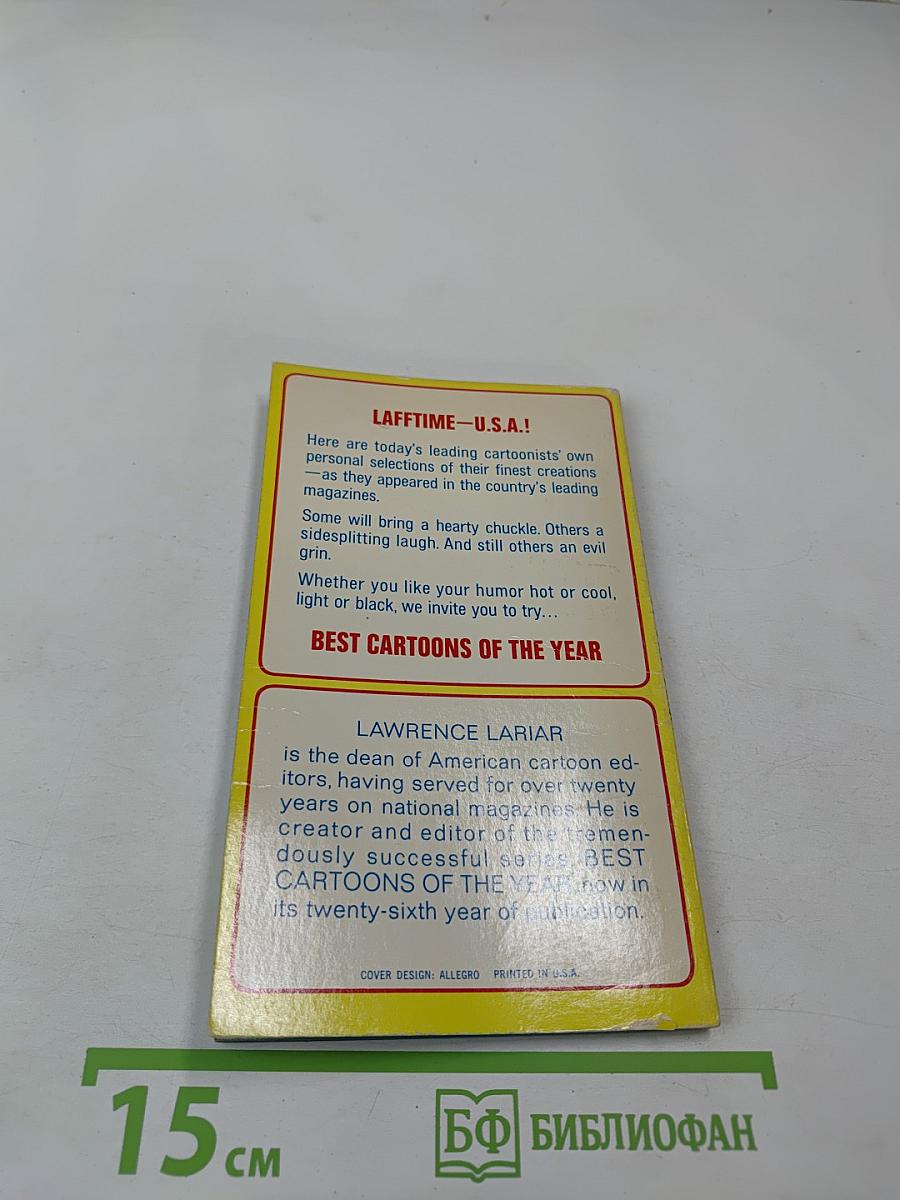 LAFFTIME—U.S.A.!
Here are today's leading cartoonists' own
personal selections of their finest creations
—as they appeared in the country's leading
magazines.
Some will bring a hearty chuckle. Others a
sidesplitting laugh. And still others an evil
grin.
Whether you like your humor hot or cool,
light or black, we invite you to try...
BEST CARTOONS OF THE YEAR
LAWRENCE LARIAR
is the dean of American cartoon ed-
itors, having served for over twenty
years on national magazines. He is
creator and editor of the tremen-
dously successful series, BEST
CARTOONS OF THE YEAR, now in
its twenty-sixth year of publication.
COVER DESIGN: ALLEGRO PRINTED IN U.S.A.
15 см
БФ БИБЛИОФАН